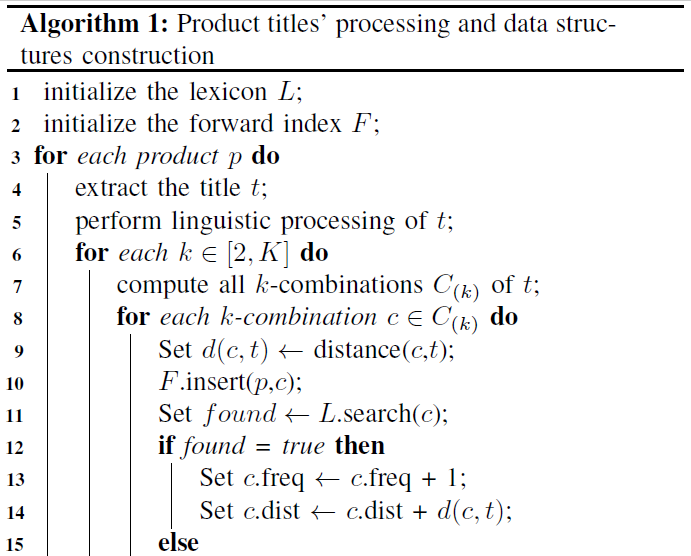 Algorithm 1: Product titles' processing and data struc-
tures construction
1 initialize the lexicon L;
2 initialize the forward index F;
3 for each product p do
4 extract the title t;
5 perform linguistic processing of t;
6 for each k ∈ [2, K] do
7 compute all k-combinations C(k) of t;
8 for each k-combination c ∈ C(k) do
9 Set d(c, t) ← distance(c,t);
10 F.insert(p,c);
11 Set found ← L.search(c);
12 if found = true then
13 Set c.freq ← c.freq + 1;
14 Set c.dist ← c.dist + d(c, t);
15 else